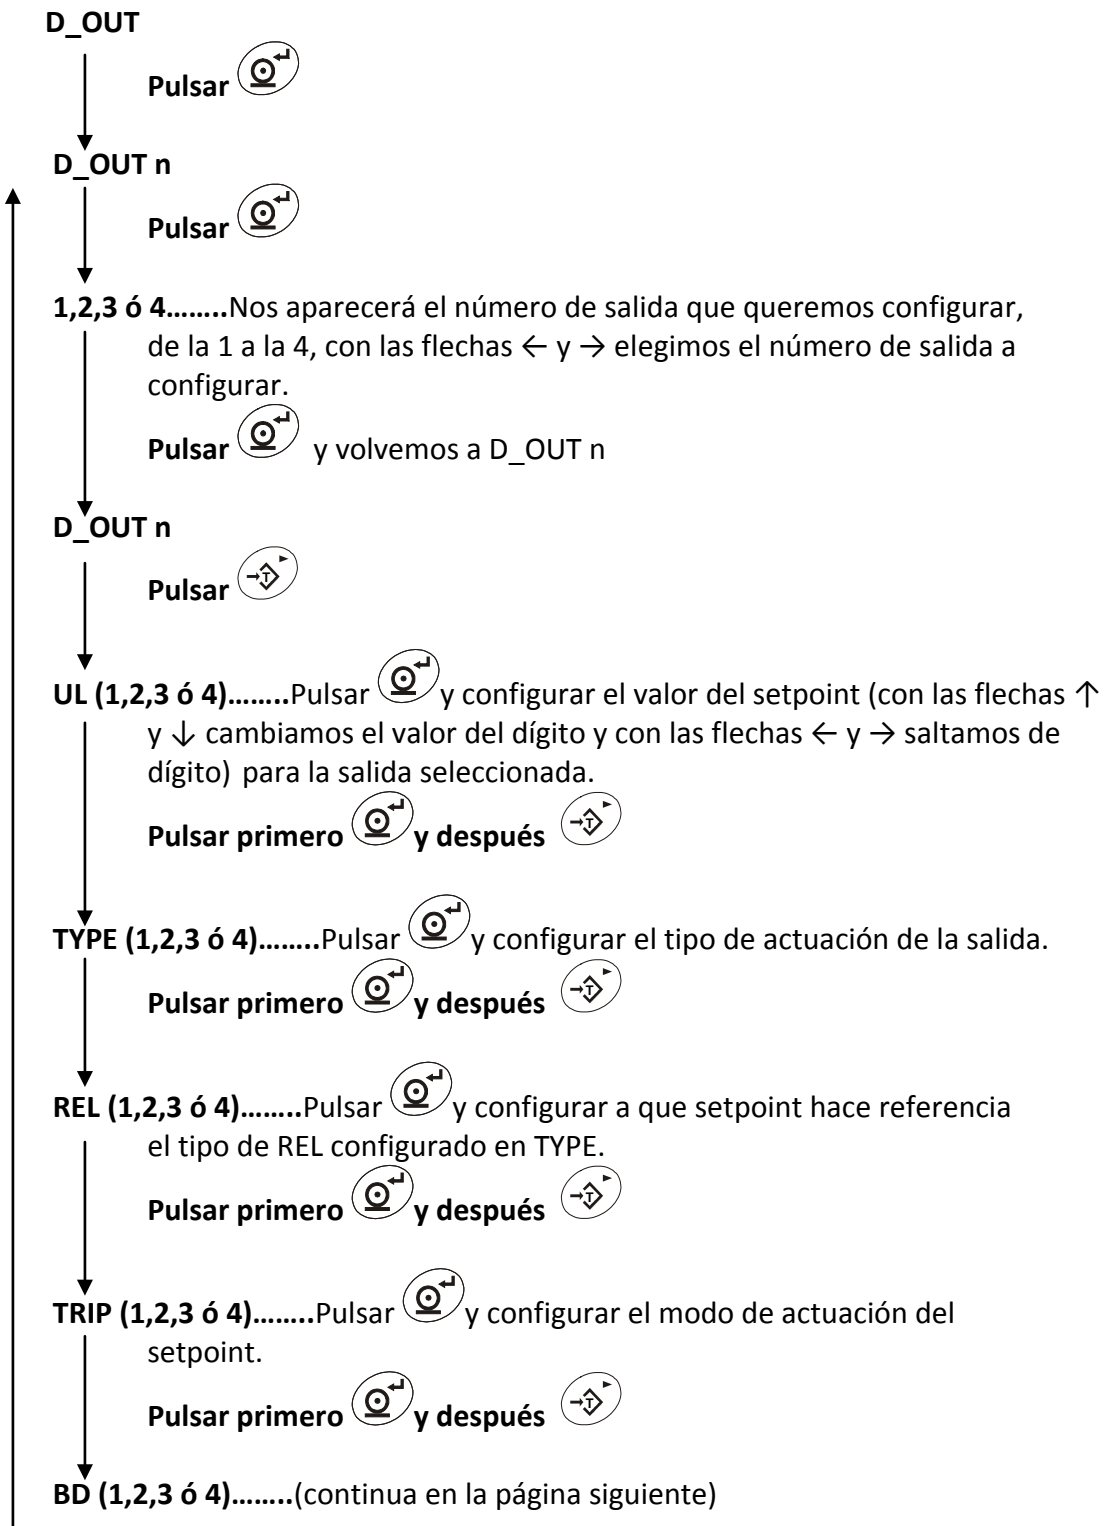 D_OUT
Pulsar
D_OUT n
Pulsar
1,2,3 ó 4……..Nos aparecerá el número de salida que queremos configurar,
de la 1 a la 4, con las flechas ← y → elegimos el número de salida a
configurar.
Pulsar y volvemos a D_OUT n
D_OUT n
Pulsar T
UL (1,2,3 ó 4)……..Pulsar y configurar el valor del setpoint (con las flechas ↑
y ↓ cambiamos el valor del dígito y con las flechas ← y → saltamos de
dígito) para la salida seleccionada.
Pulsar primero y después T
TYPE (1,2,3 ó 4)……..Pulsar y configurar el tipo de actuación de la salida.
Pulsar primero y después T
REL (1,2,3 ó 4)……..Pulsar y configurar a que setpoint hace referencia
el tipo de REL configurado en TYPE.
Pulsar primero y después T
TRIP (1,2,3 ó 4)……..Pulsar y configurar el modo de actuación del
setpoint.
Pulsar primero y después T
BD (1,2,3 ó 4)……..(continua en la página siguiente)